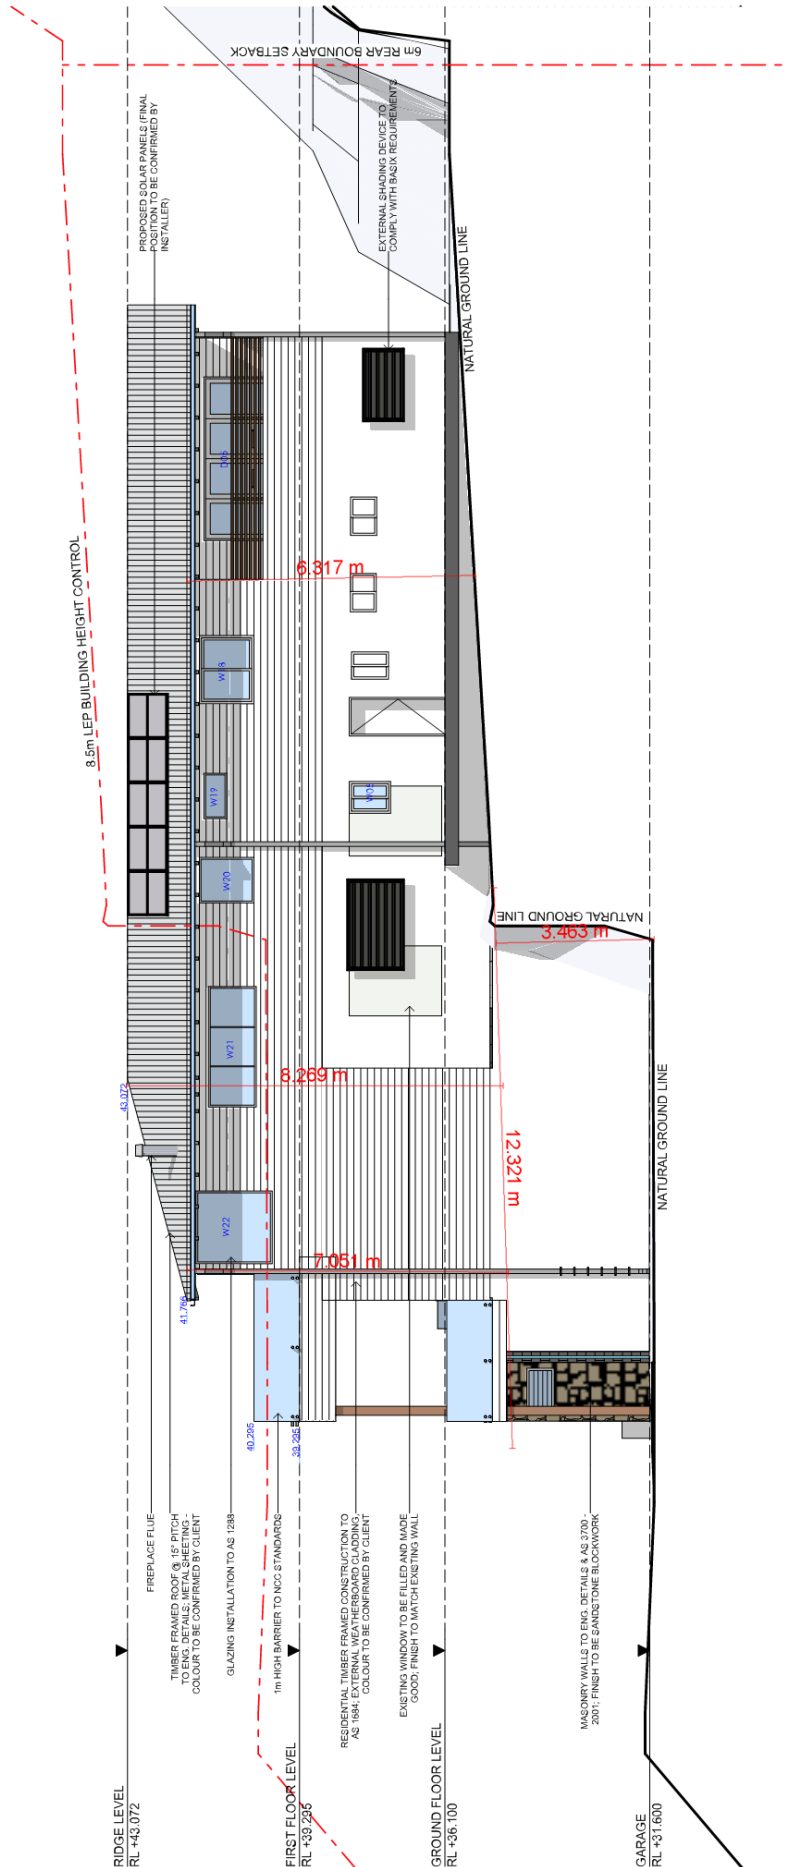 RIDGE LEVEL
RL +43.072
FIRST FLOOR LEVEL
RL +39.295
GROUND FLOOR LEVEL
RL +36.100
GARAGE
RL +31.600
FIREPLACE FLUE
TIMBER FRAMED ROOF @ 15° PITCH
TO ENG. DETAILS; METAL SHEETING -
COLOUR TO BE CONFIRMED BY CLIENT
GLAZING INSTALLATION TO AS 1288
1m HIGH BARRIER TO NCC STANDARDS
RESIDENTIAL TIMBER FRAMED CONSTRUCTION TO
AS 1684; EXTERNAL WEATHERBOARD CLADDING,
COLOUR TO BE CONFIRMED BY CLIENT
EXISTING WINDOW TO BE FILLED AND MADE
GOOD; FINISH TO MATCH EXISTING WALL
MASONRY WALLS TO ENG. DETAILS & AS 3700 -
2001; FINISH TO BE SANDSTONE BLOCKWORK
40.295
39.295
41.766
43.072
W22
W21
W20
W19
W18
D06
W05
7.051 m
8.269 m
12.321 m
3.463 m
6.317 m
NATURAL GROUND LINE
NATURAL GROUND LINE
NATURAL GROUND LINE
8.5m LEP BUILDING HEIGHT CONTROL
PROPOSED SOLAR PANELS (FINAL
POSITION TO BE CONFIRMED BY
INSTALLER)
EXTERNAL SHADING DEVICE TO
COMPLY WITH BASIX REQUIREMENTS
6m REAR BOUNDARY SETBACK